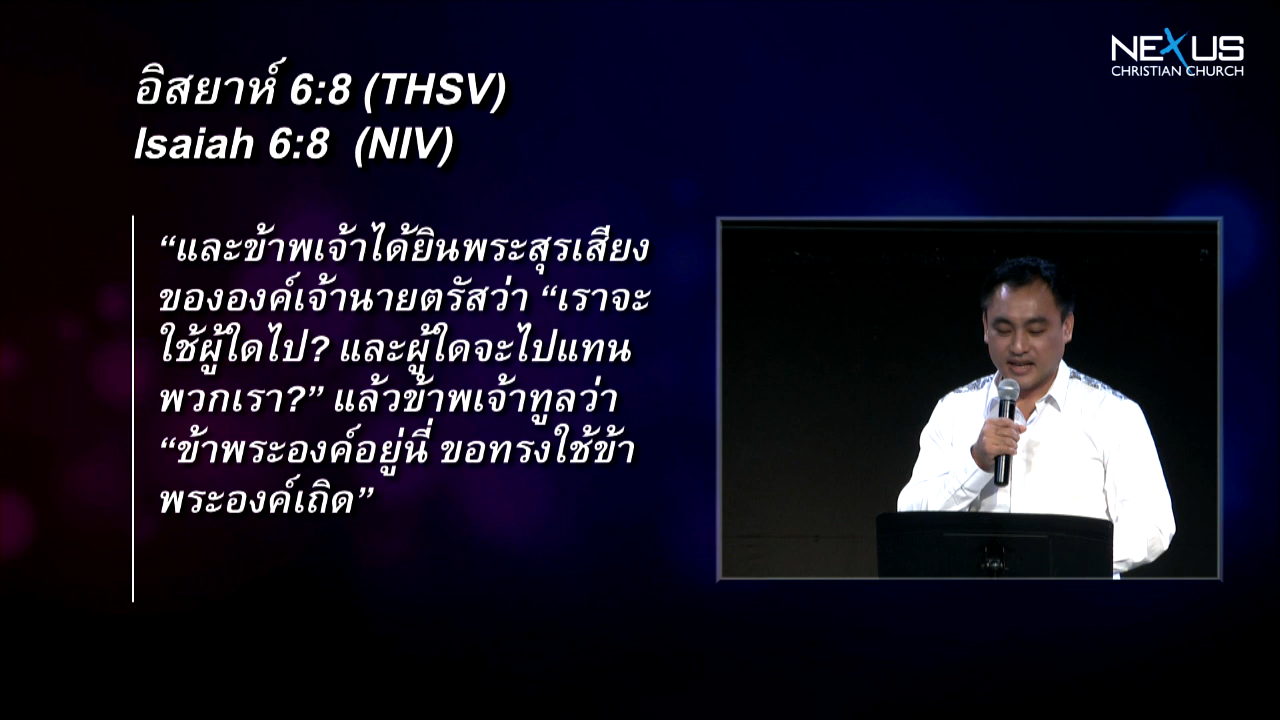 NEXUS
CHRISTIAN CHURCH
อิสยาห์ 6:8 (THSV)
Isaiah 6:8 (NIV)
“และข้าพเจ้าได้ยินพระสุรเสียง
ขององค์เจ้านายตรัสว่า “เราจะ
ใช้ผู้ใดไป? และผู้ใดจะไปแทน
พวกเรา?” แล้วข้าพเจ้าทูลว่า
“ข้าพระองค์อยู่นี่ ขอทรงใช้ข้า
พระองค์เถิด”